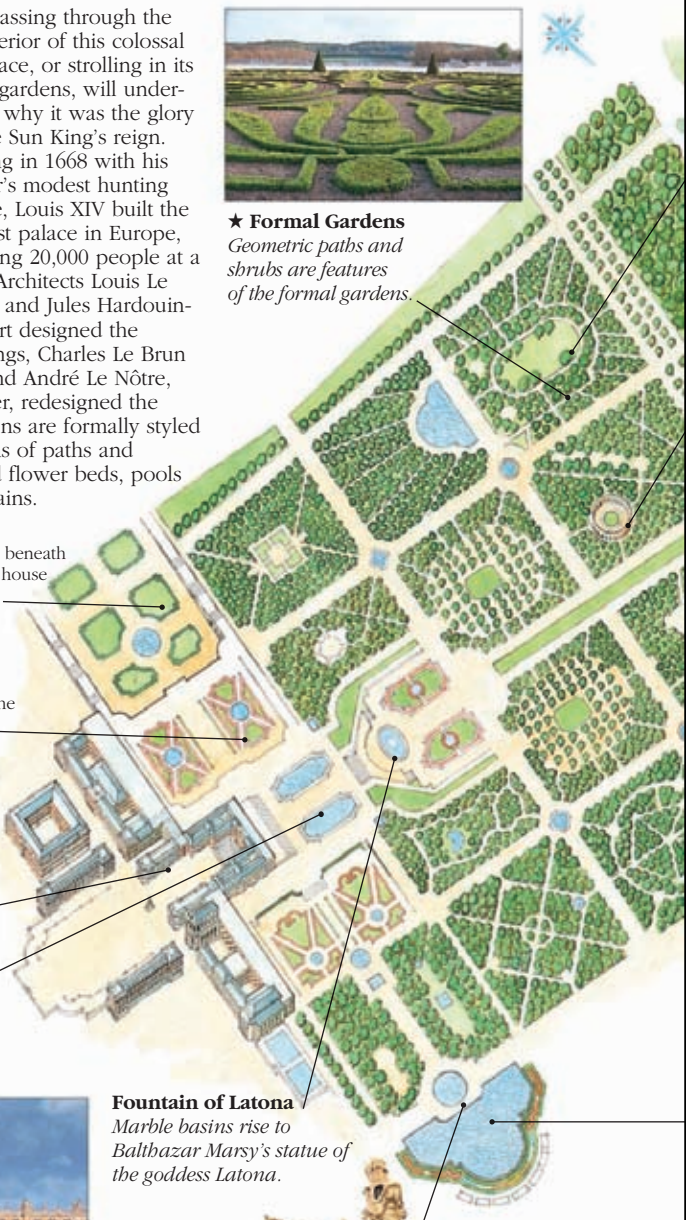 assing through the
erior of this colossal
ace, or strolling in its
gardens, will under-
why it was the glory
e Sun King's reign.
ng in 1668 with his
r's modest hunting
e, Louis XIV built the
st palace in Europe,
ng 20,000 people at a
Architects Louis Le
and Jules Hardouin-
rt designed the
ngs, Charles Le Brun
nd André Le Nôtre,
er, redesigned the
ns are formally styled
s of paths and
d flower beds, pools
ains.
★ Formal Gardens
Geometric paths and
shrubs are features
of the formal gardens.
beneath
house
ne
Fountain of Latona
Marble basins rise to
Balthazar Marsy's statue of
the goddess Latona.